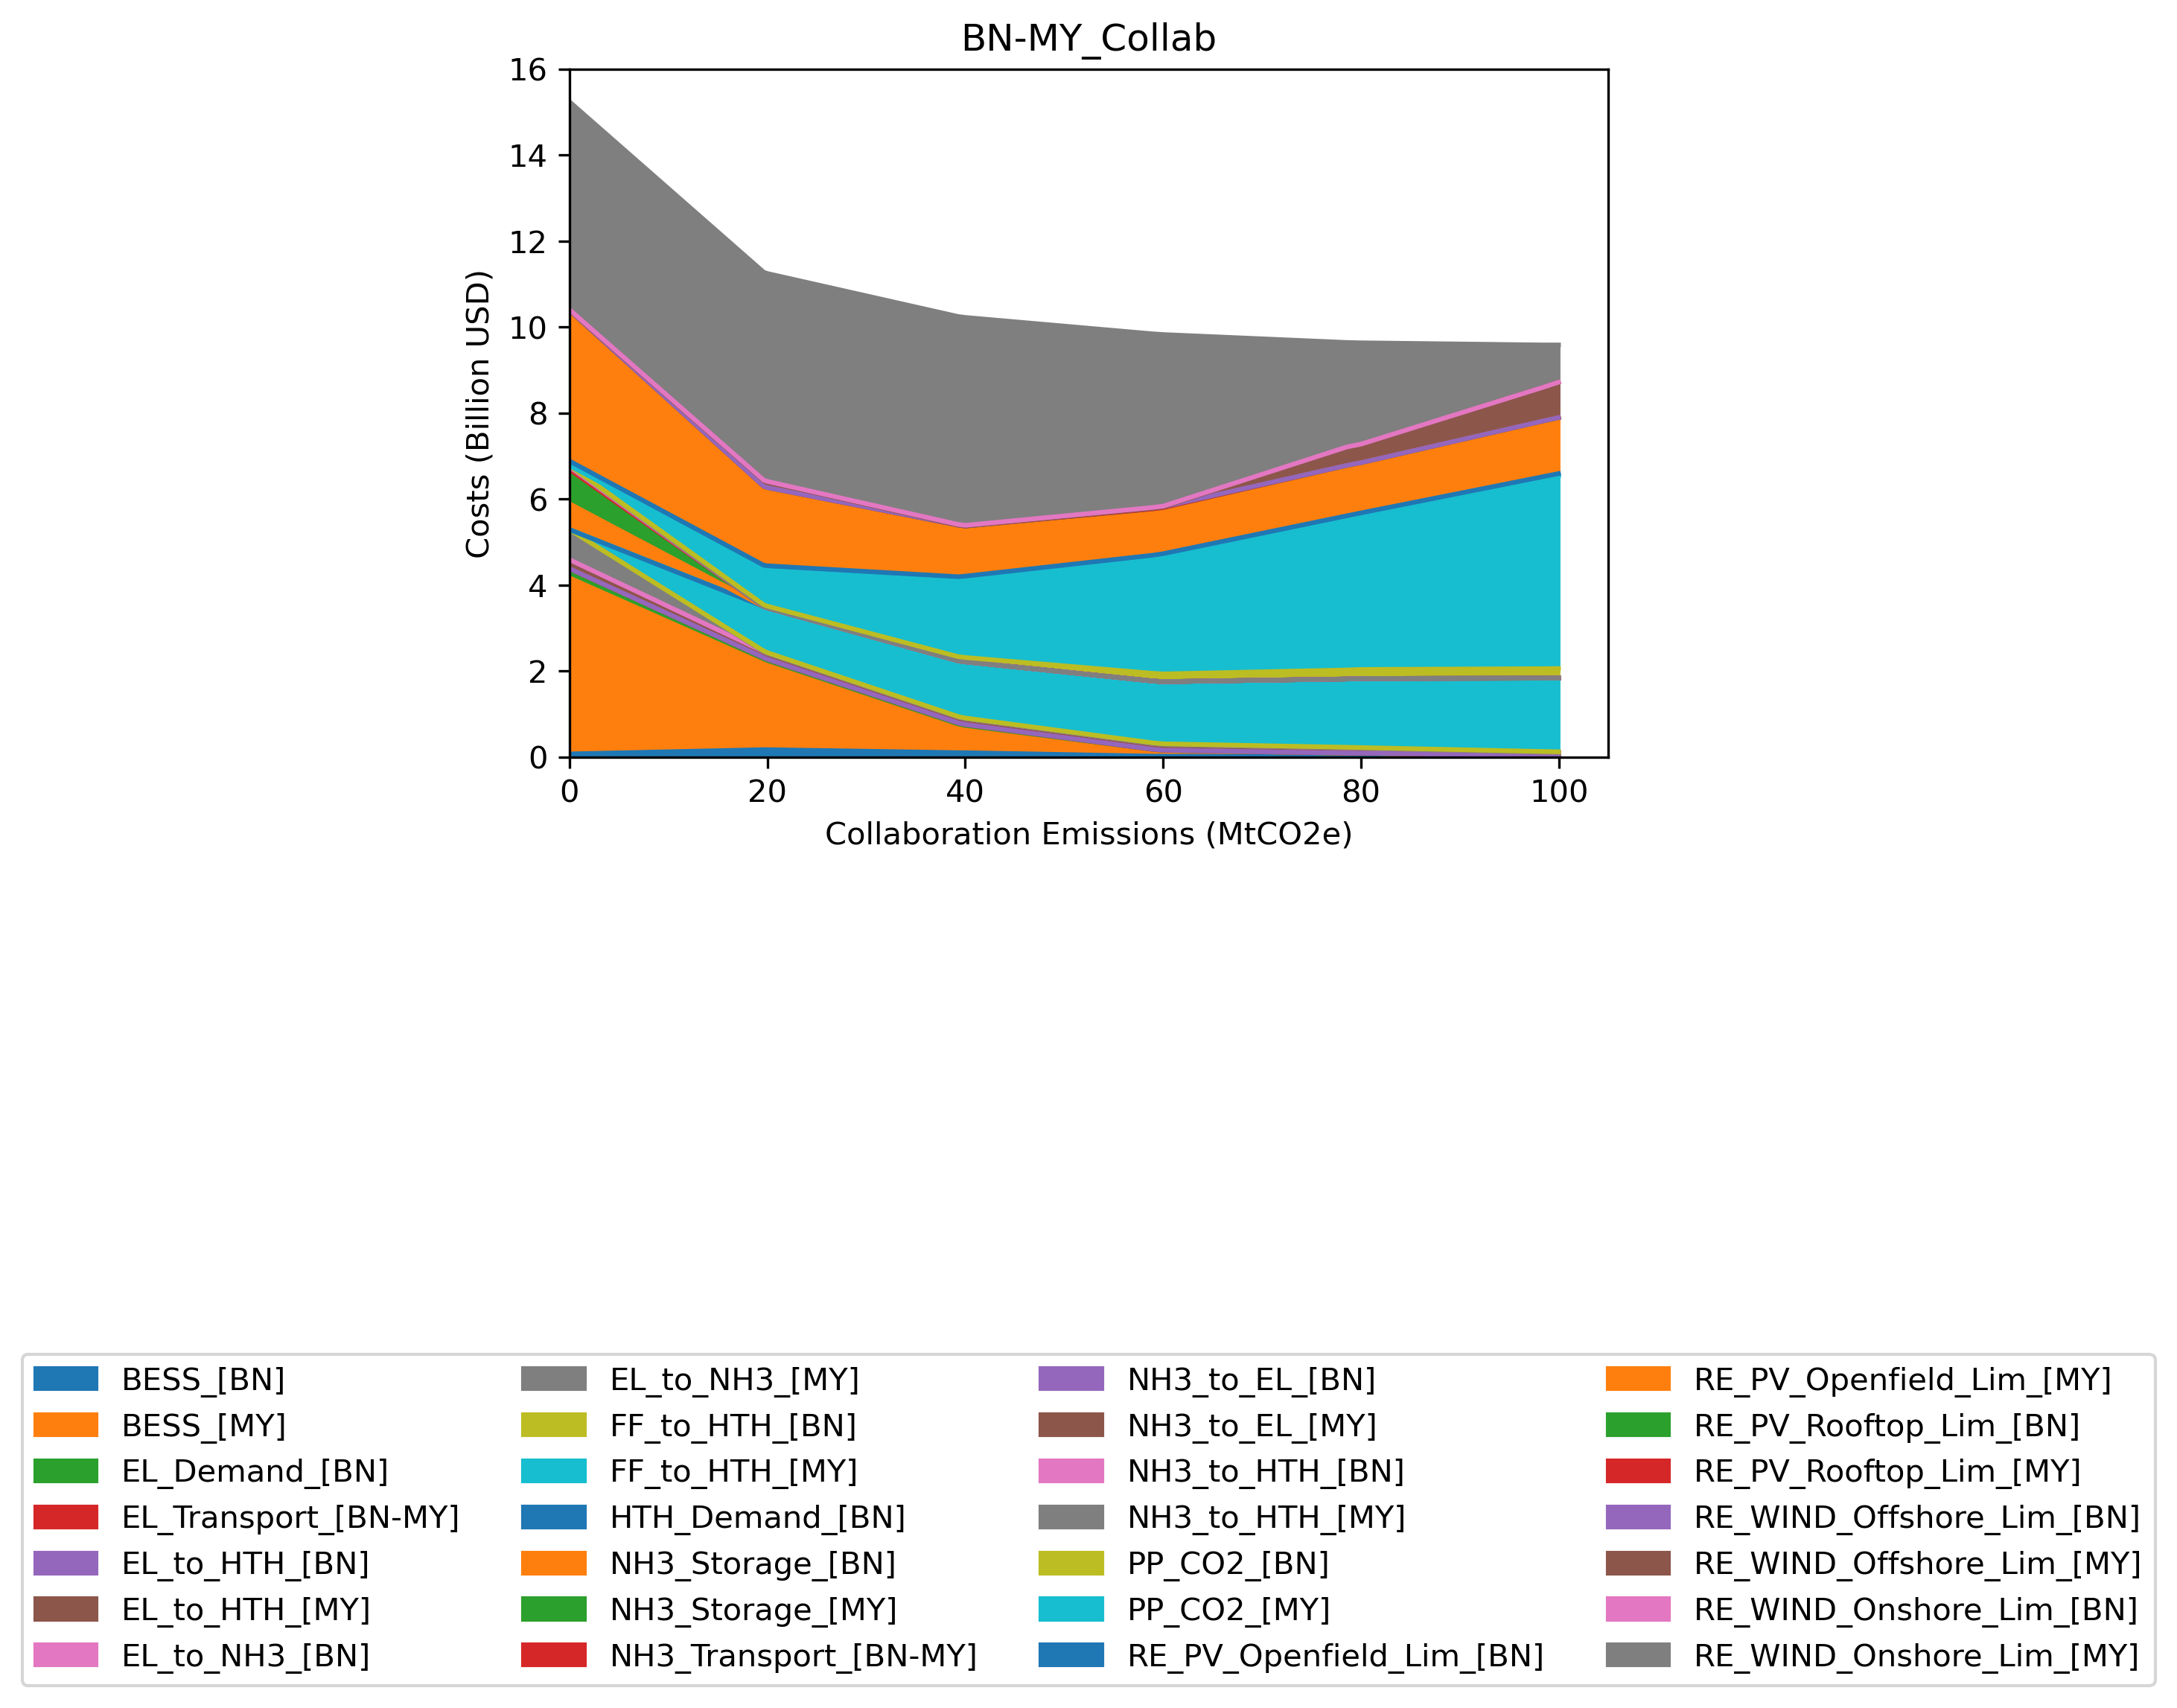 BN-MY_Collab
16
14
12
10
8
6
4
2
0
Costs (Billion USD)
0 20 40 60 80 100
Collaboration Emissions (MtCO2e)
BESS_[BN]
BESS_[MY]
EL_Demand_[BN]
EL_Transport_[BN-MY]
EL_to_HTH_[BN]
EL_to_HTH_[MY]
EL_to_NH3_[BN]
EL_to_NH3_[MY]
FF_to_HTH_[BN]
FF_to_HTH_[MY]
HTH_Demand_[BN]
NH3_Storage_[BN]
NH3_Storage_[MY]
NH3_Transport_[BN-MY]
NH3_to_EL_[BN]
NH3_to_EL_[MY]
NH3_to_HTH_[BN]
NH3_to_HTH_[MY]
PP_CO2_[BN]
PP_CO2_[MY]
RE_PV_Openfield_Lim_[BN]
RE_PV_Openfield_Lim_[MY]
RE_PV_Rooftop_Lim_[BN]
RE_PV_Rooftop_Lim_[MY]
RE_WIND_Offshore_Lim_[BN]
RE_WIND_Offshore_Lim_[MY]
RE_WIND_Onshore_Lim_[BN]
RE_WIND_Onshore_Lim_[MY]